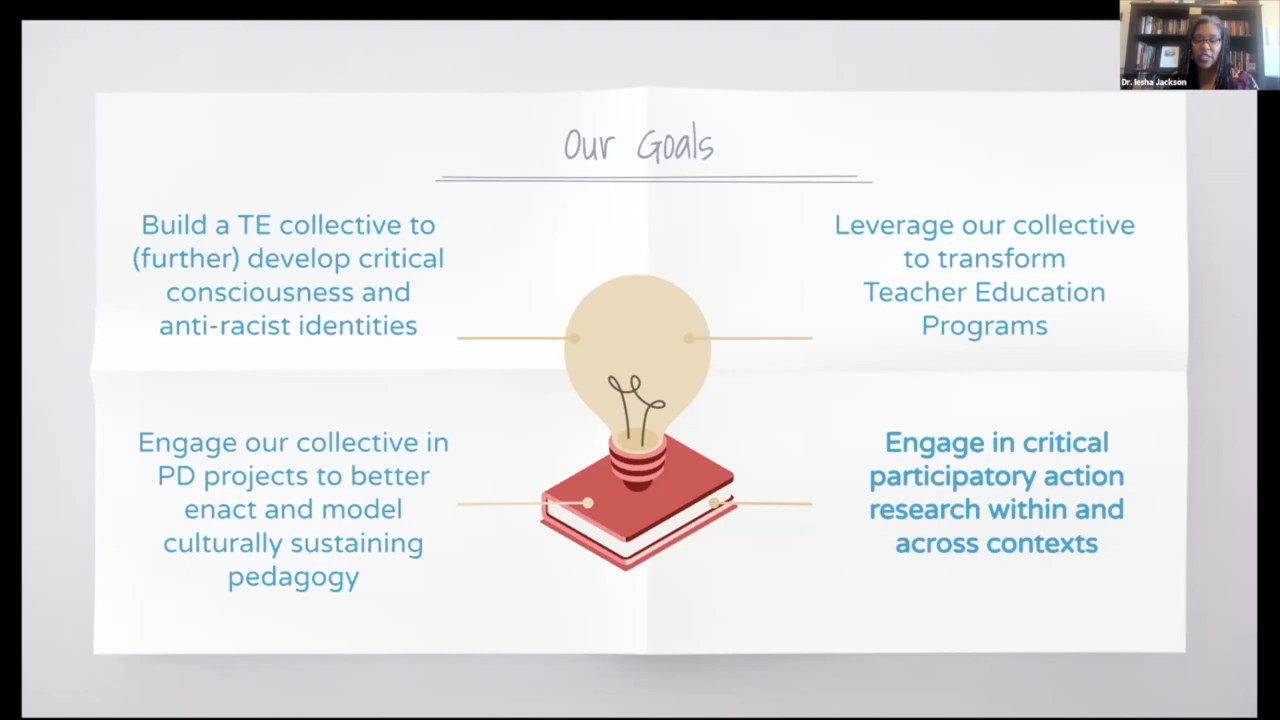 Our Goals
Build a TE collective to
(further) develop critical
consciousness and
anti-racist identities
Leverage our collective
to transform
Teacher Education
Programs
Engage our collective in
PD projects to better
enact and model
culturally sustaining
pedagogy
Engage in critical
participatory action
research within and
across contexts
Dr. Iesha Jackson